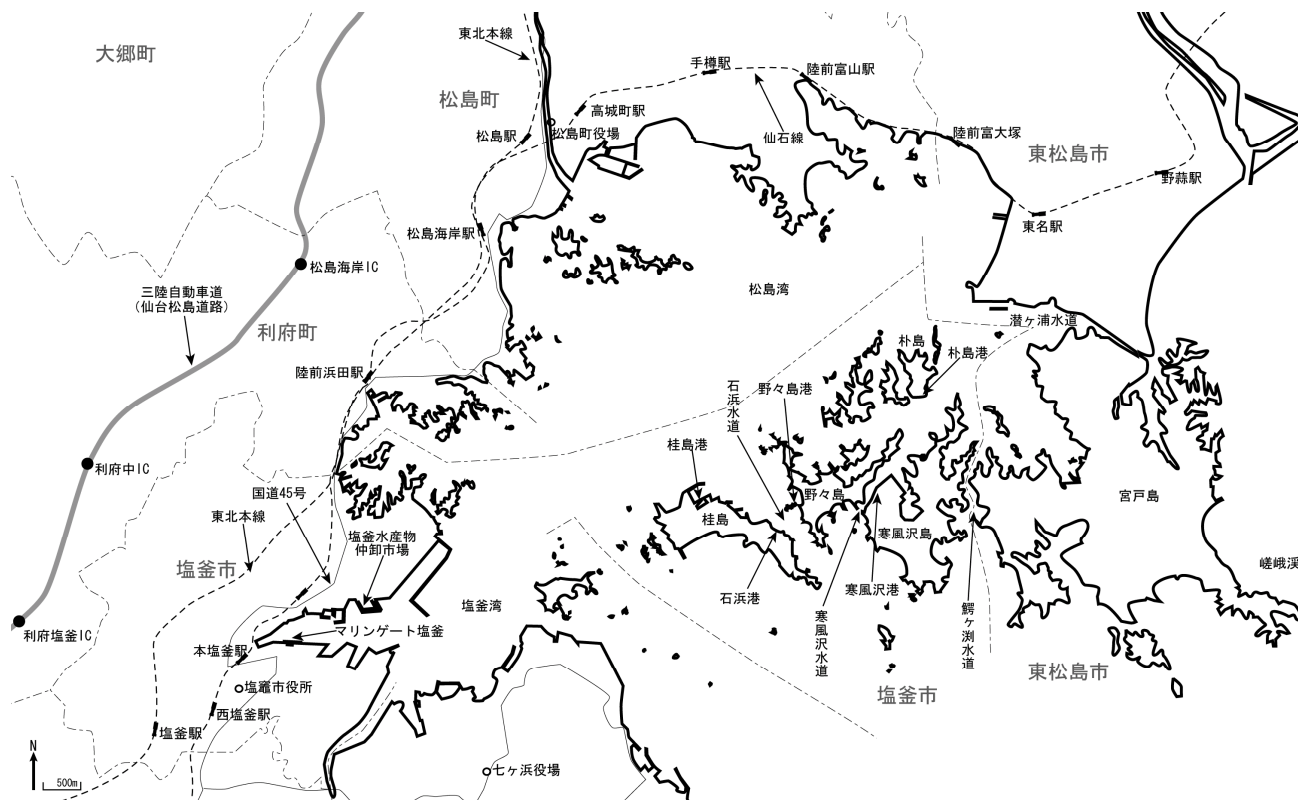 大郷町
東北本線
松島町
手樽駅
陸前富山駅
高城町駅
松島駅
松島町役場
仙石線
陸前富大塚
東松島市
野蒜駅
東名駅
松島海岸駅
松島海岸IC
松島湾
三陸自動車道
(仙台松島道路)
利府町
潜ヶ浦水道
朴島
朴島港
陸前浜田駅
石浜水道
野々島港
桂島港
利府中IC
国道45号
東北本線
塩釜水産物
仲卸市場
桂島
野々島
宮戸島
寒風沢島
塩釜市
嵯峨渓
塩釜湾
石浜港
寒風沢港
寒風沢水道
鰐ヶ渕水道
利府塩釜IC
マリンゲート塩釜
本塩釜駅
塩竈市役所
西塩釜駅
塩釜駅
塩釜市
東松島市
七ヶ浜役場
N
500m